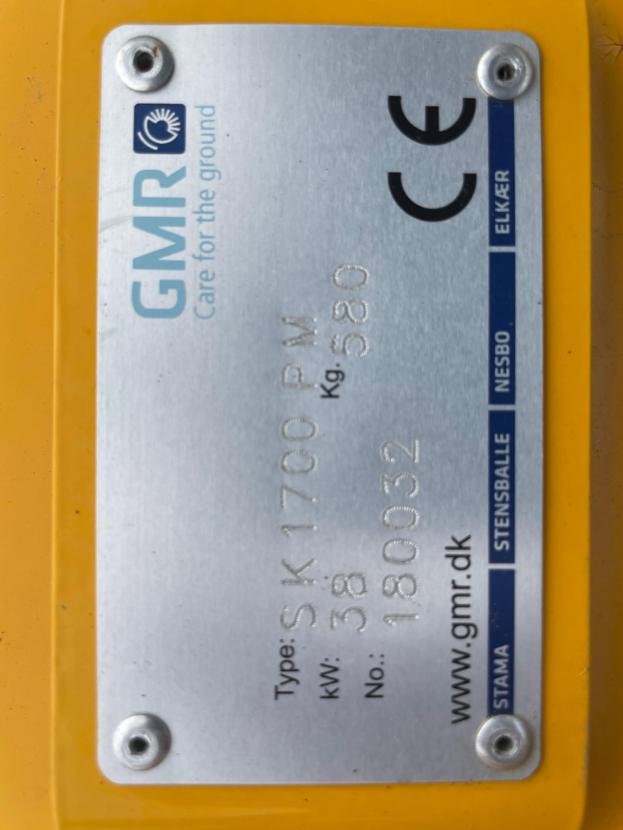 GMR
Care for the ground
CE
Type: SK1700 PM
kW: 38 Kg. 580
No.: 180032
www.gmr.dk
STAMA STENSBALLE NESBO ELKÆR